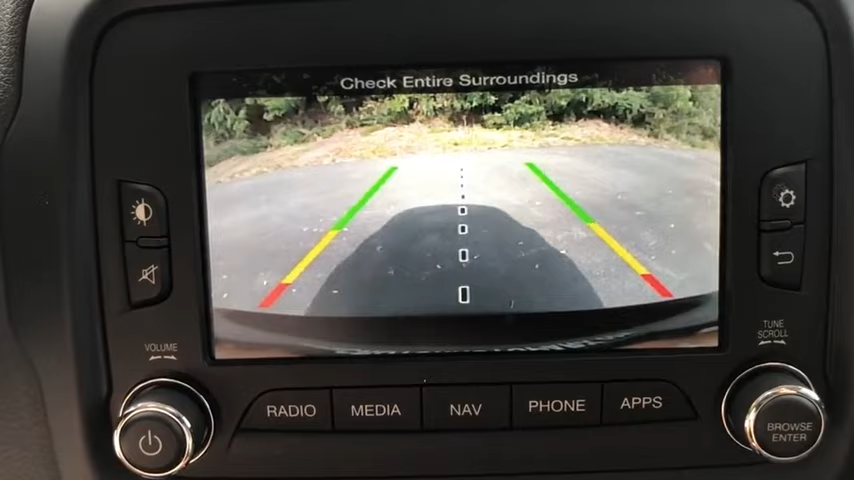 Check Entire Surroundings
VOLUME
TUNE
SCROLL
RADIO
MEDIA
NAV
PHONE
APPS
BROWSE
ENTER